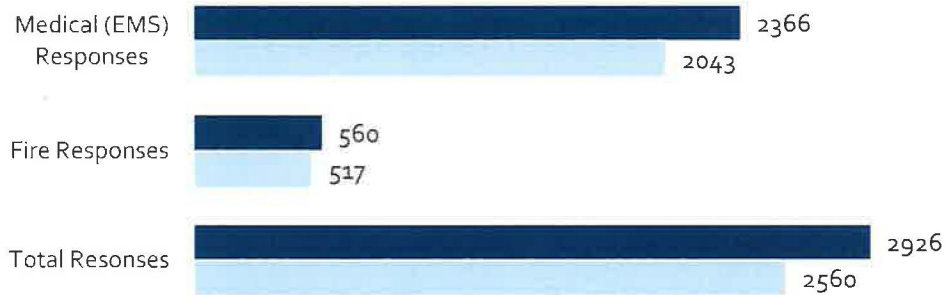 Medical (EMS)
Responses
2366
2043
Fire Responses
560
517
Total Resonses
2926
2560